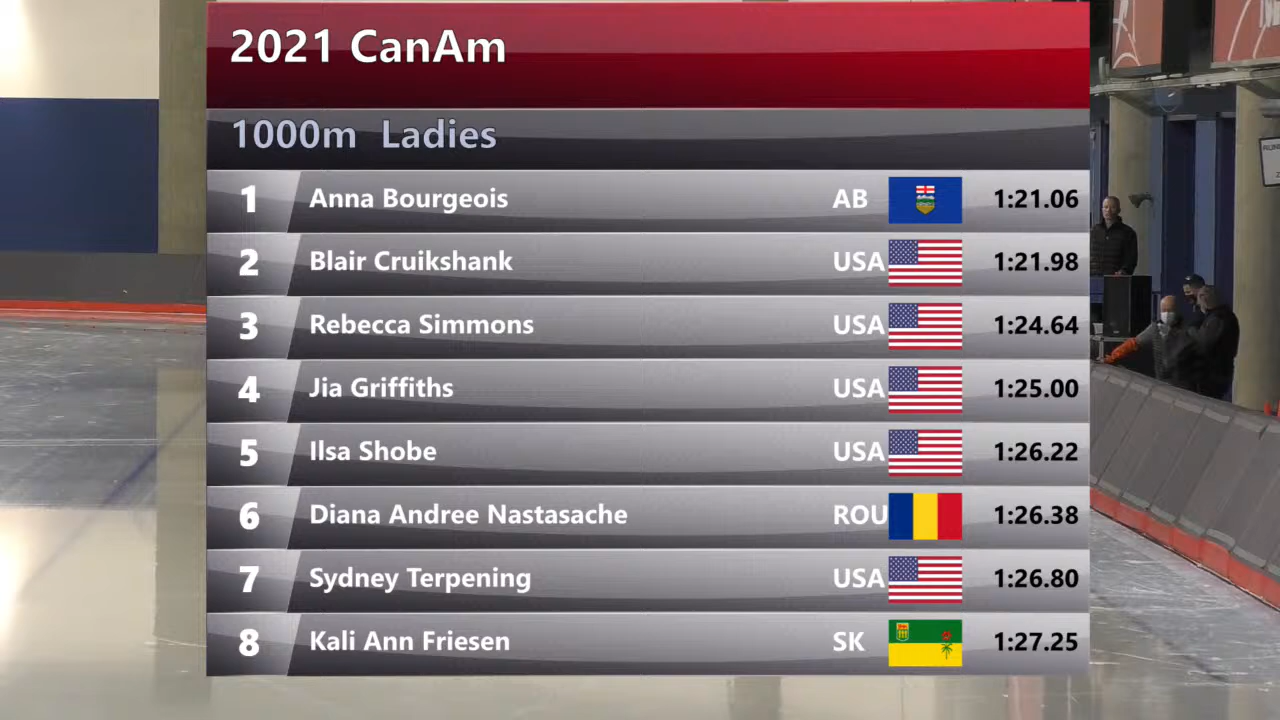 2021 CanAm
1000m Ladies
1 Anna Bourgeois AB 1:21.06
2 Blair Cruikshank USA 1:21.98
3 Rebecca Simmons USA 1:24.64
4 Jia Griffiths USA 1:25.00
5 Ilsa Shobe USA 1:26.22
6 Diana Andree Nastasache ROU 1:26.38
7 Sydney Terpening USA 1:26.80
8 Kali Ann Friesen SK 1:27.25